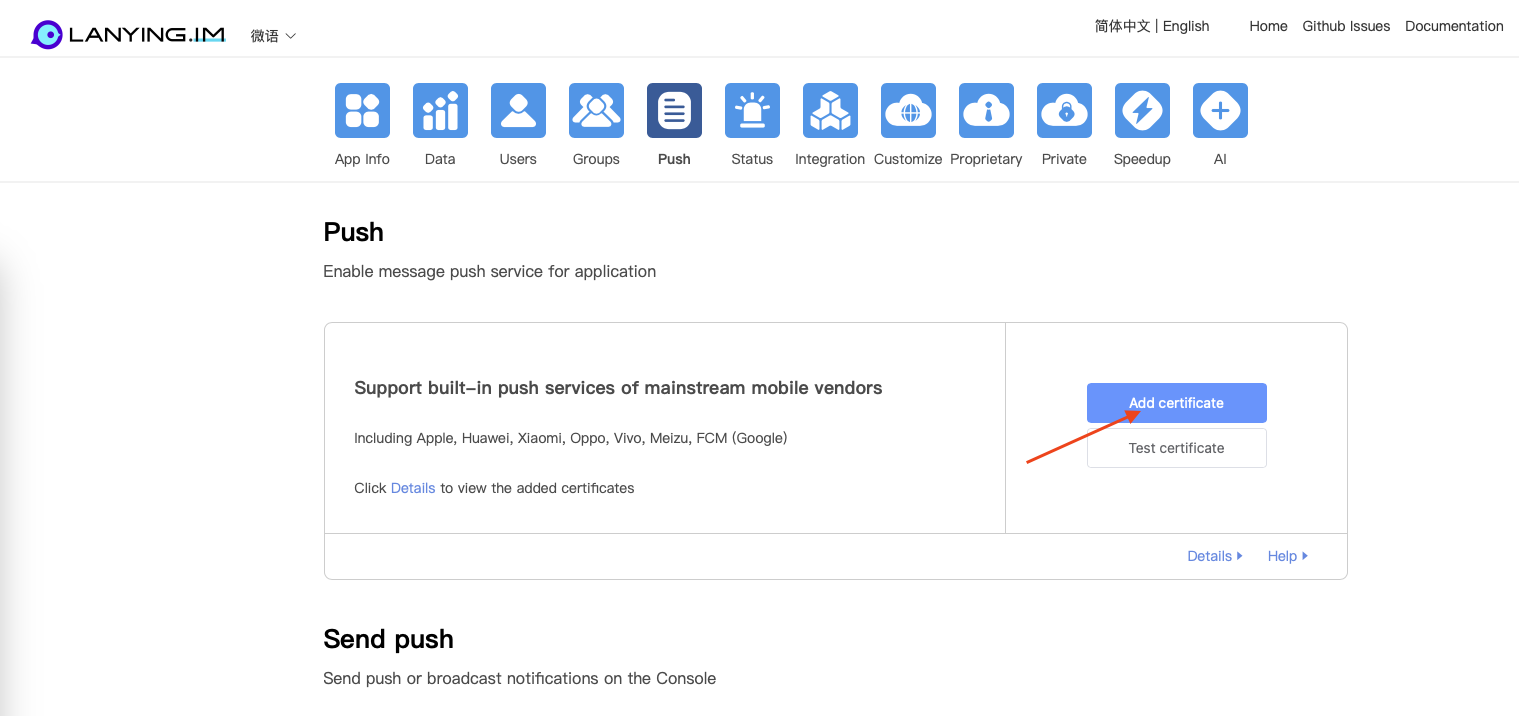 LANYING.IM 微语 简体中文 | English Home Github Issues Documentation
App Info Data Users Groups Push Status Integration Customize Proprietary Private Speedup AI
Push
Enable message push service for application
Support built-in push services of mainstream mobile vendors
Add certificate
Including Apple, Huawei, Xiaomi, Oppo, Vivo, Meizu, FCM (Google)
Test certificate
Click Details to view the added certificates
Details Help
Send push
Send push or broadcast notifications on the Console